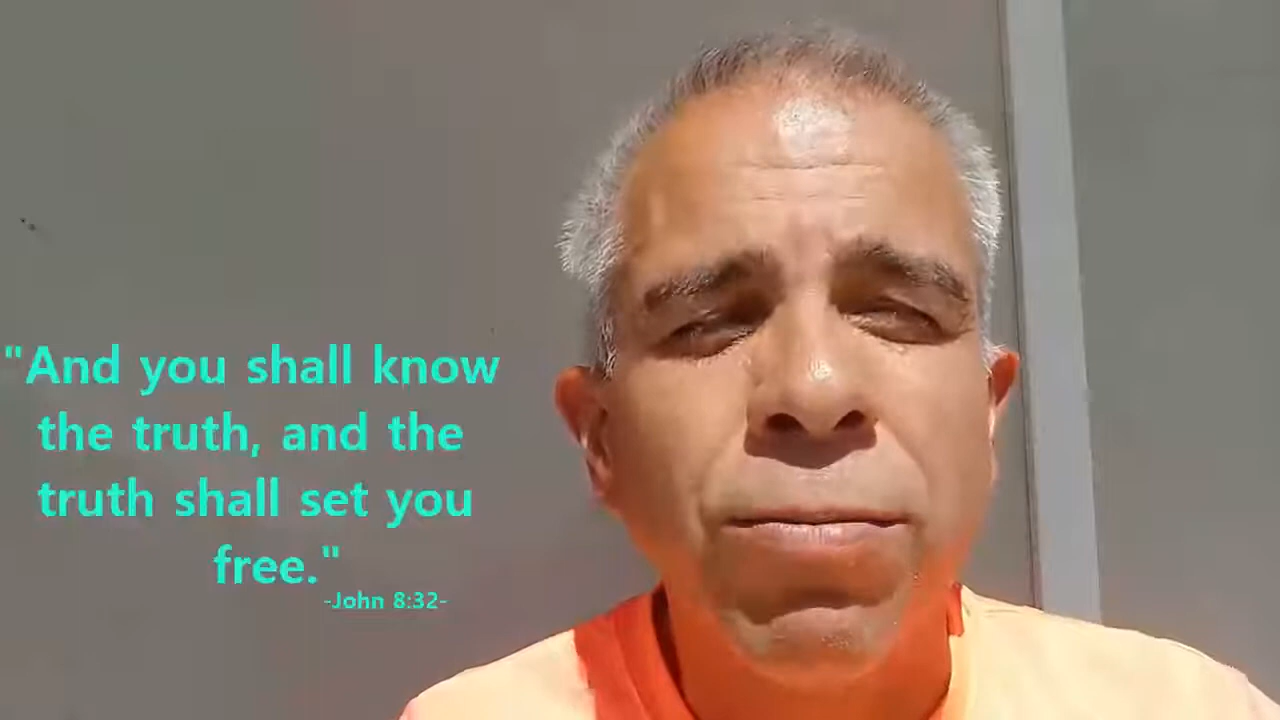 "And you shall know
the truth, and the
truth shall set you
free."
-John 8:32-